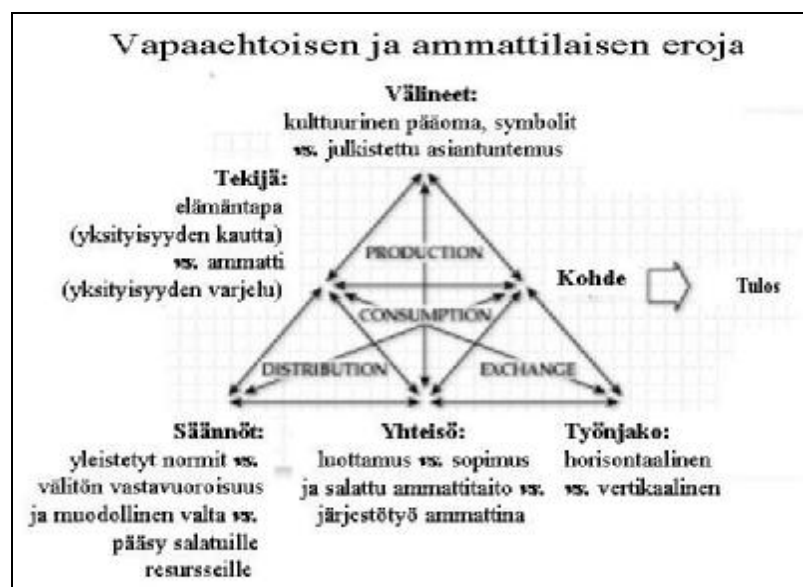 Vapaaehtoisen ja ammattilaisen eroja
Välineet:
kulttuurinen pääoma, symbolit
vs. julkistettu asiantuntemus
Tekijä:
elämäntapa
(yksityisyyden kautta)
vs. ammatti
(yksityisyyden varjelu)
PRODUCTION
Kohde
Tulos
CONSUMPTION
DISTRIBUTION
EXCHANGE
Säännöt:
yleistetyt normit vs.
välitön vastavuoroisuus
ja muodollinen valta vs.
pääsy salatuille
resursseille
Yhteisö:
luottamus vs. sopimus
ja salattu ammattitaito vs.
järjestötyö ammattina
Työnjako:
horisontaalinen
vs. vertikaalinen